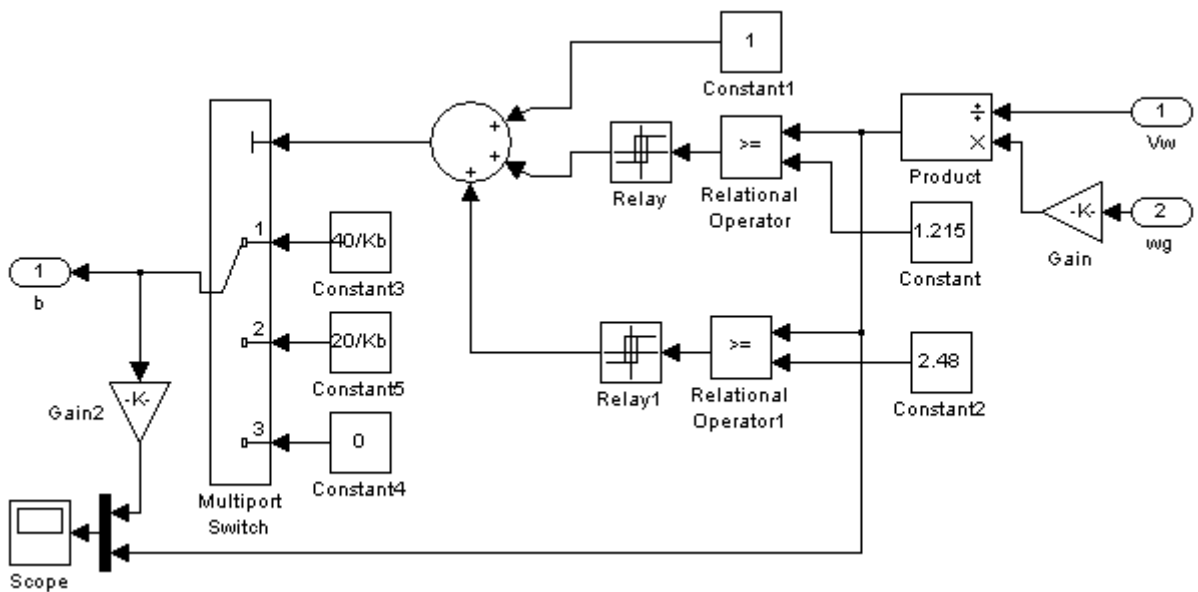 1
Constant1
+
+
+
>=
Relay
Relational
Operator
÷
X
Product
1
Vw
-K-
Gain
2
wg
1.215
Constant
1
40/Kb
Constant3
1
b
2
20/Kb
Constant5
>=
Relay1
Relational
Operator1
2.48
Constant2
-K-
Gain2
3
0
Constant4
Multiport
Switch
Scope